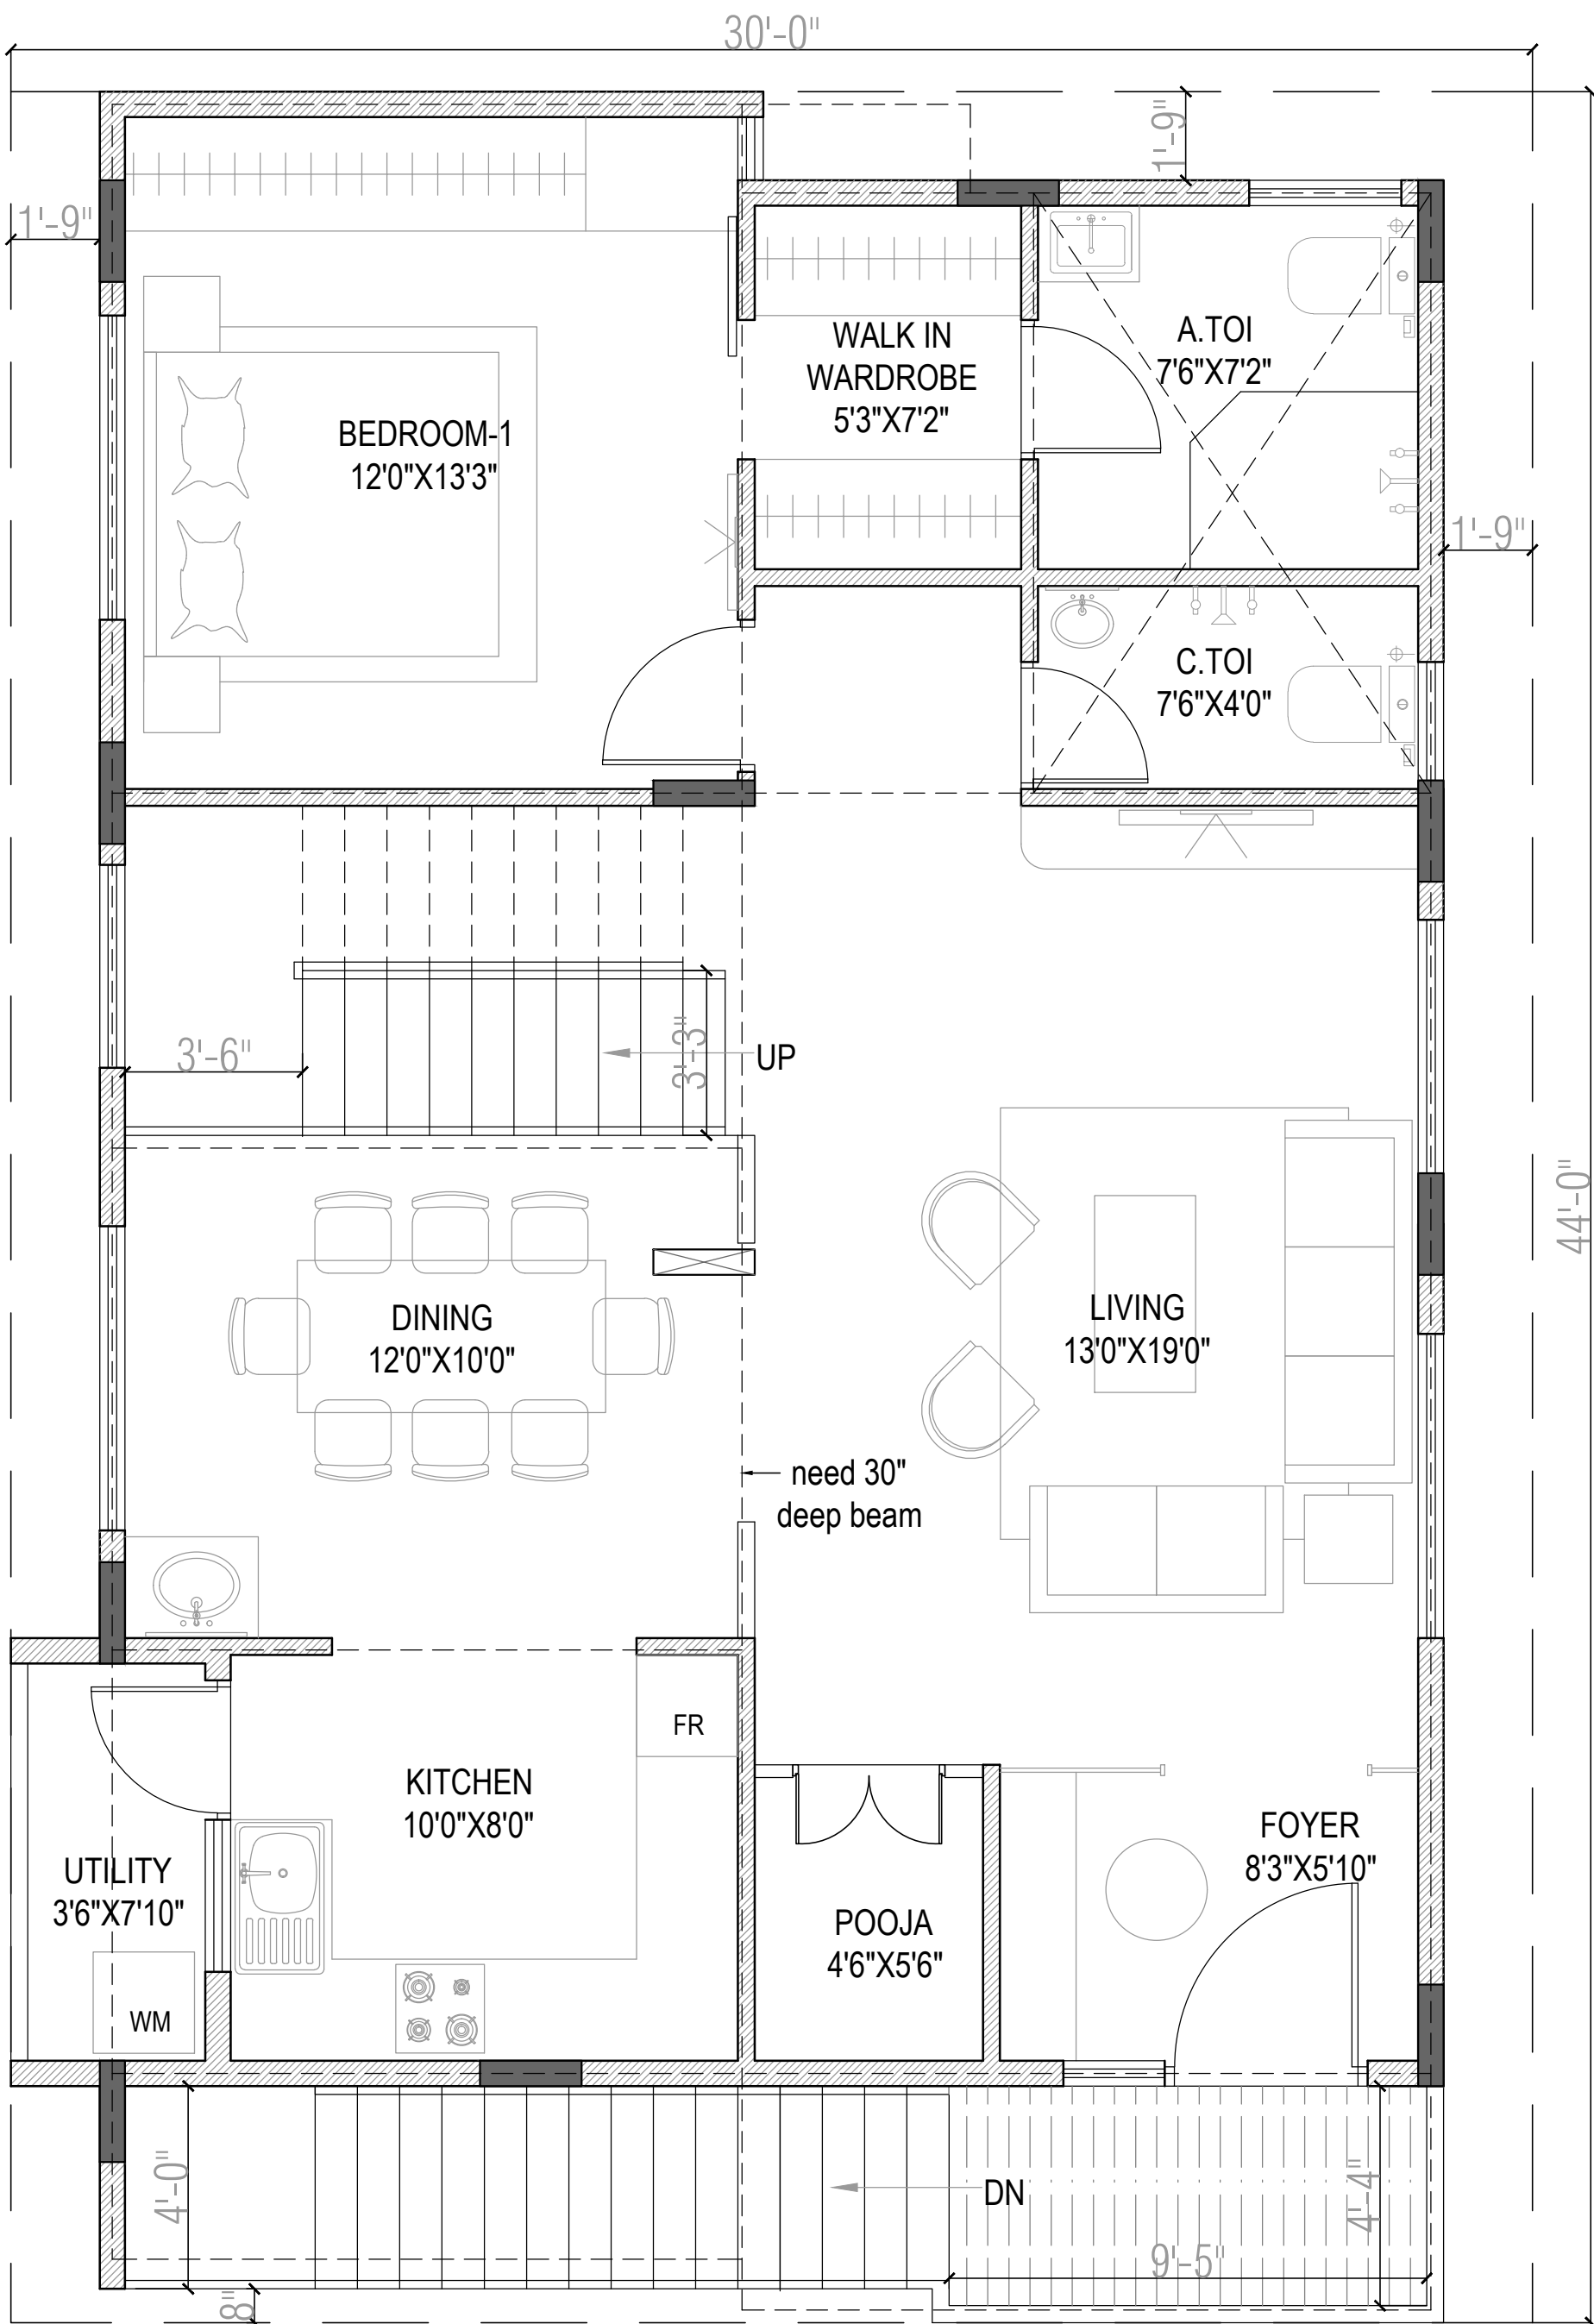 30'-0"
1'-9"
1'-9"
WALK IN
WARDROBE
5'3"X7'2"
A.TOI
7'6"X7'2"
BEDROOM-1
12'0"X13'3"
1'-9"
C.TOI
7'6"X4'0"
3'-6"
3'-3"
UP
44'-0"
DINING
12'0"X10'0"
LIVING
13'0"X19'0"
need 30"
deep beam
FR
KITCHEN
10'0"X8'0"
FOYER
8'3"X5'10"
UTILITY
3'6"X7'10"
POOJA
4'6"X5'6"
WM
4'-0"
DN
4'-4"
9'-5"
8"